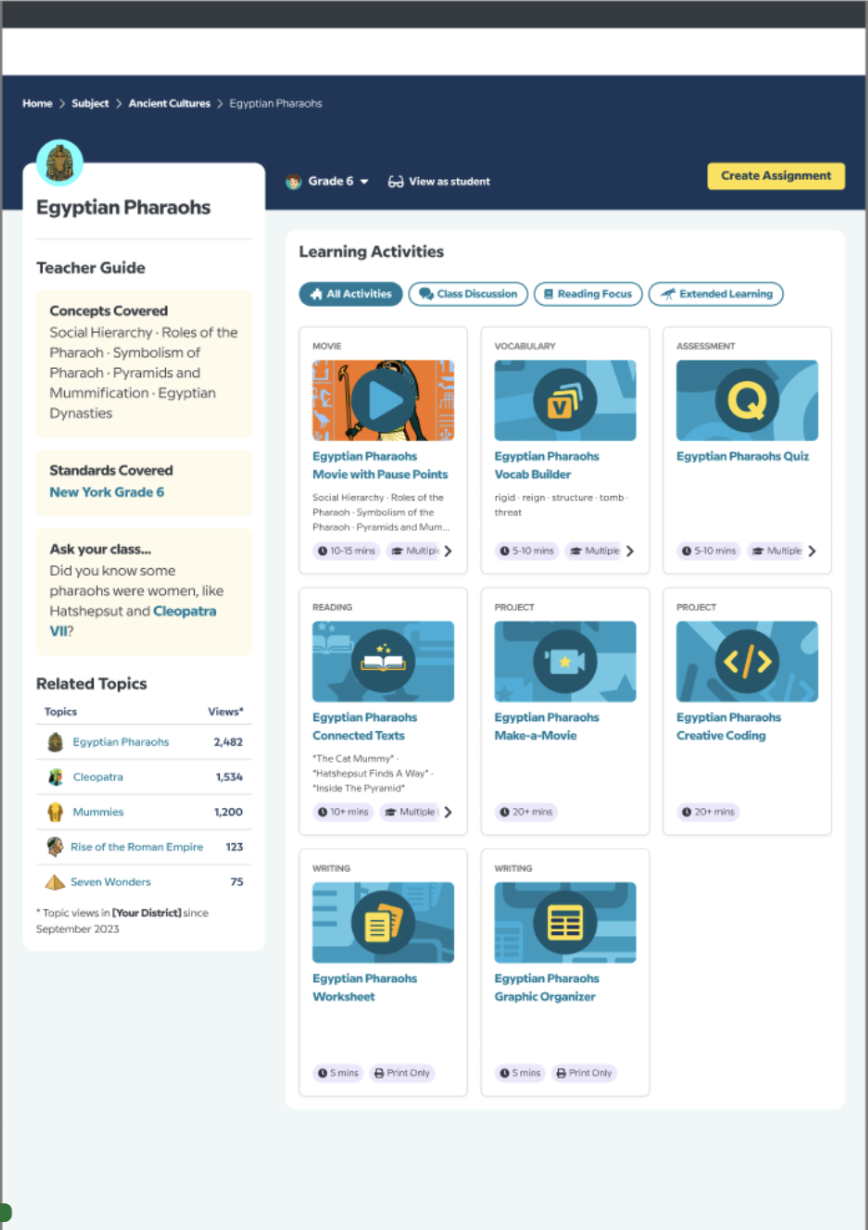 Home > Subject > Ancient Cultures > Egyptian Pharaohs
Egyptian Pharaohs
Teacher Guide
Concepts Covered
Social Hierarchy · Roles of the
Pharaoh · Symbolism of
Pharaoh · Pyramids and
Mummification · Egyptian
Dynasties
Standards Covered
New York Grade 6
Ask your class...
Did you know some
pharaohs were women, like
Hatshepsut and Cleopatra
VII?
Related Topics
Topics Views*
Egyptian Pharaohs 2,482
Cleopatra 1,534
Mummies 1,200
Rise of the Roman Empire 123
Seven Wonders 75
* Topic views in [Your District] since
September 2023
Grade 6 View as student
Create Assignment
Learning Activities
All Activities Class Discussion Reading Focus Extended Learning
MOVIE
Egyptian Pharaohs
Movie with Pause Points
Social Hierarchy · Roles of the
Pharaoh · Symbolism of the
Pharaoh · Pyramids and Mum...
10-15 mins Multipl
VOCABULARY
V
Egyptian Pharaohs
Vocab Builder
rigid · reign · structure · tomb ·
threat
5-10 mins Multiple
ASSESSMENT
Q
Egyptian Pharaohs Quiz
5-10 mins Multiple
READING
Egyptian Pharaohs
Connected Texts
"The Cat Mummy" ·
"Hatshepsut Finds A Way" ·
"Inside The Pyramid"
10+ mins Multiple
PROJECT
Egyptian Pharaohs
Make-a-Movie
20+ mins
PROJECT
</>
Egyptian Pharaohs
Creative Coding
20+ mins
WRITING
Egyptian Pharaohs
Worksheet
5 mins Print Only
WRITING
Egyptian Pharaohs
Graphic Organizer
5 mins Print Only